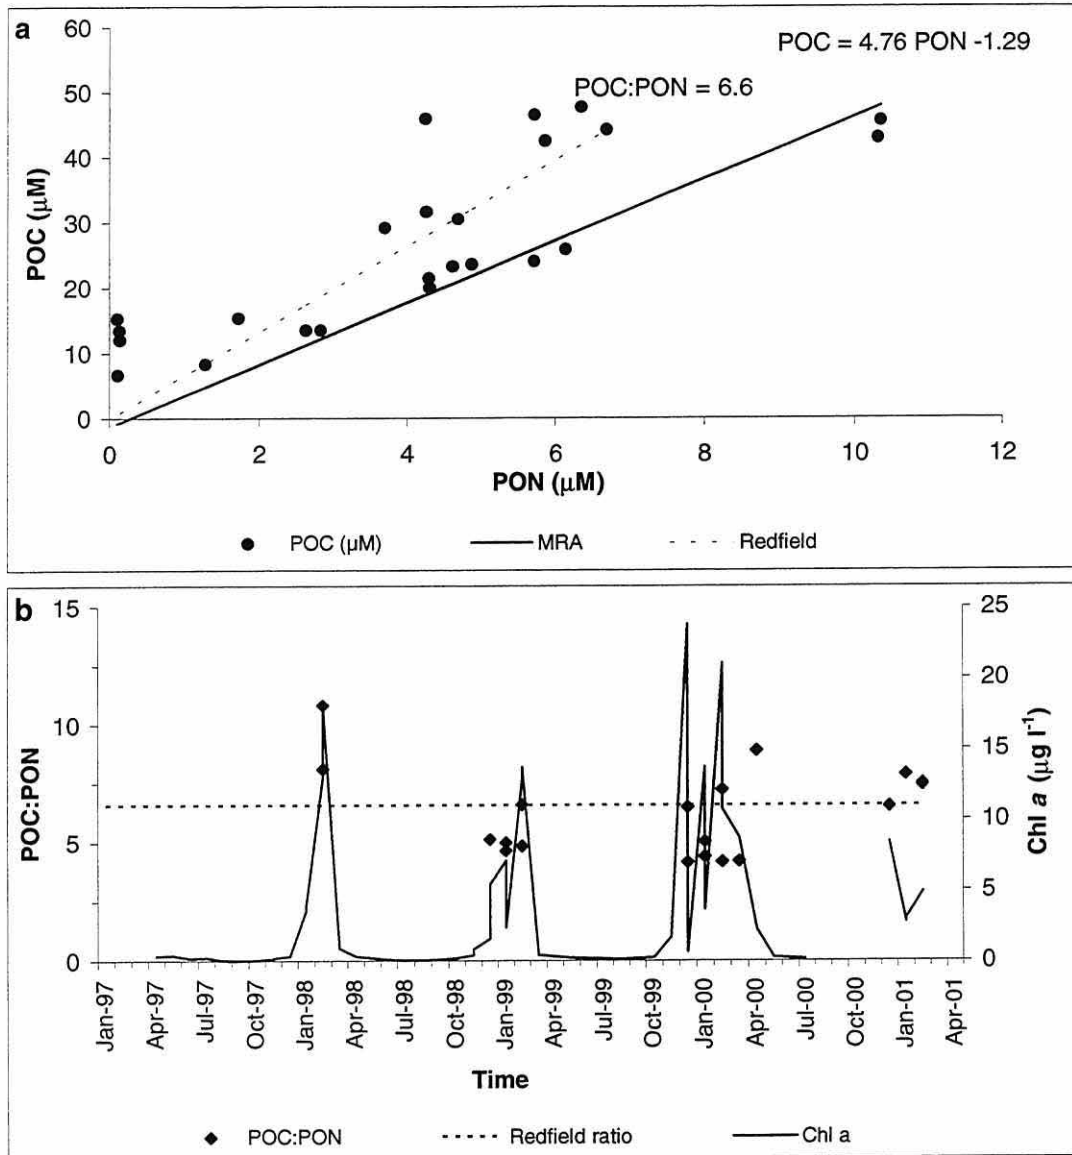 a
POC = 4.76 PON -1.29
POC:PON = 6.6
60
50
40
30
20
10
0
POC (µM)
0 2 4 6 8 10 12
PON (µM)
POC (µM) MRA Redfield
b
15
10
5
0
POC:PON
25
20
15
10
5
0
Chl a (µg l⁻¹)
Jan-97 Apr-97 Jul-97 Oct-97 Jan-98 Apr-98 Jul-98 Oct-98 Jan-99 Apr-99 Jul-99 Oct-99 Jan-00 Apr-00 Jul-00 Oct-00 Jan-01 Apr-01
Time
POC:PON Redfield ratio Chl a